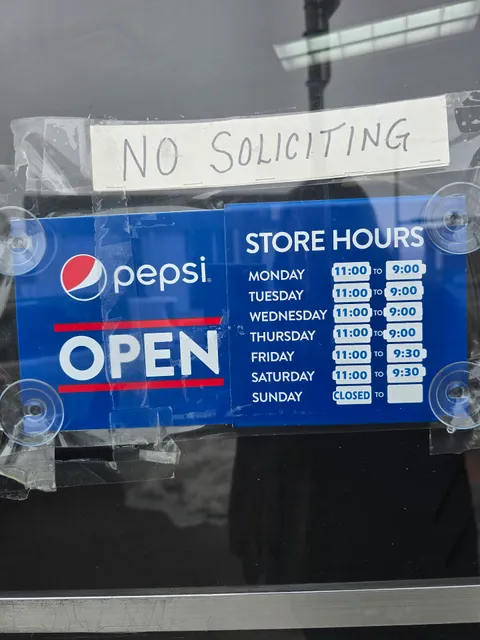 NO SOLICITING
pepsi
OPEN
STORE HOURS
MONDAY 11:00 TO 9:00
TUESDAY 11:00 TO 9:00
WEDNESDAY 11:00 TO 9:00
THURSDAY 11:00 TO 9:00
FRIDAY 11:00 TO 9:30
SATURDAY 11:00 TO 9:30
SUNDAY CLOSED TO